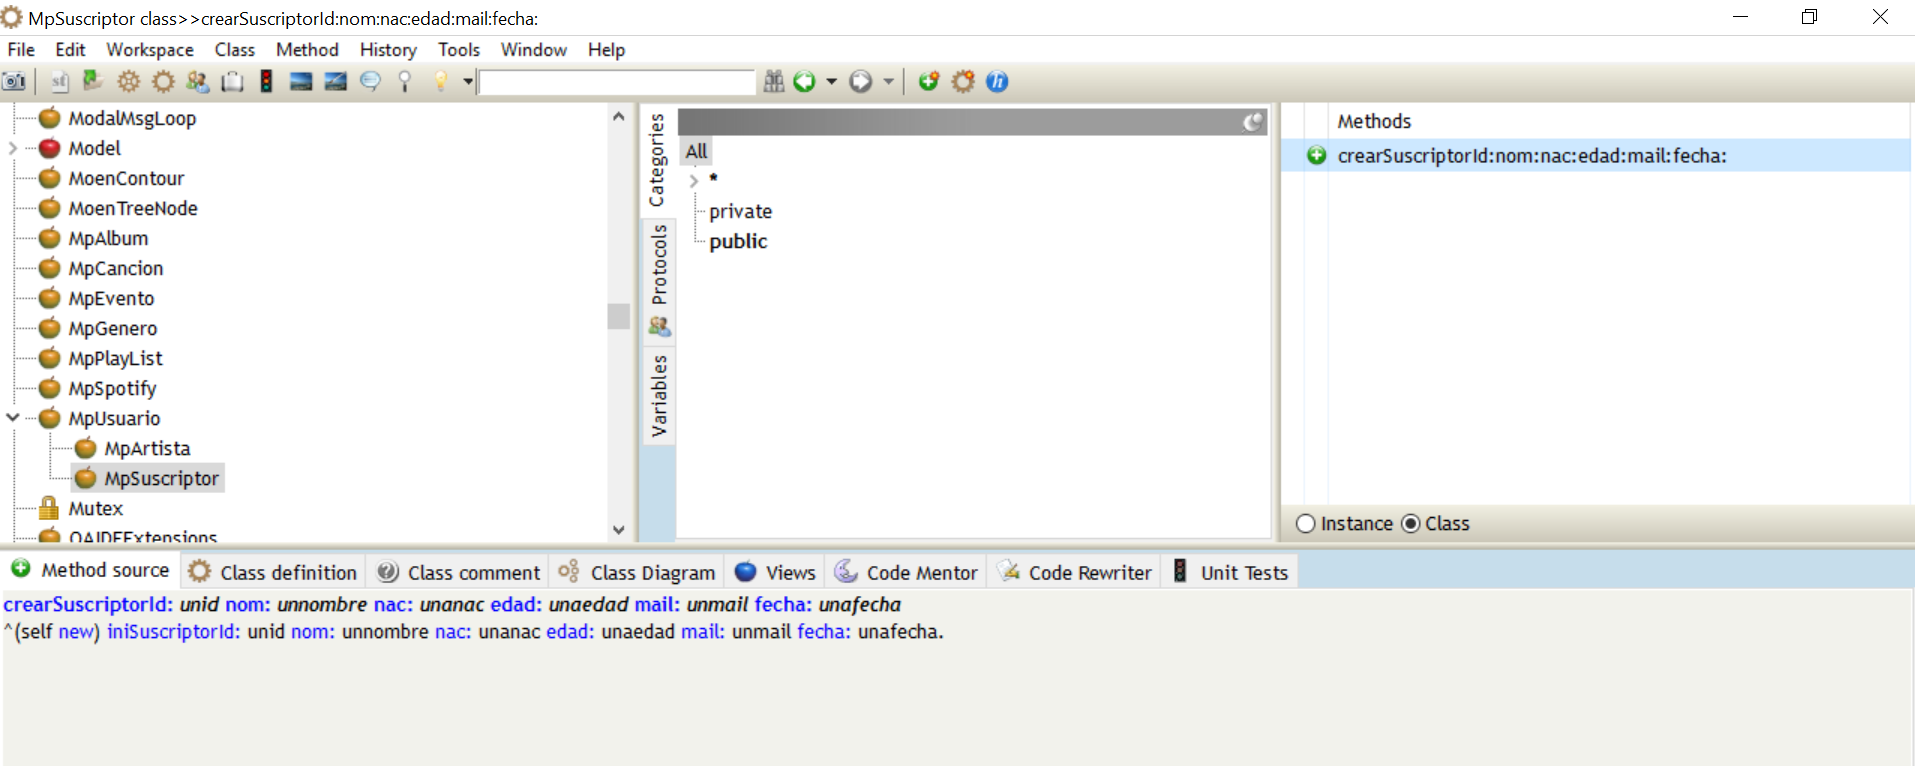 MpSuscriptor class>>crearSuscriptorId:nom:nac:edad:mail:fecha:
File Edit Workspace Class Method History Tools Window Help
ModalMsgLoop
Model
MoenContour
MoenTreeNode
MpAlbum
MpCancion
MpEvento
MpGenero
MpPlayList
MpSpotify
MpUsuario
MpArtista
MpSuscriptor
Mutex
OAIDEExtensions
Categories
Protocols
Variables
All
*
private
public
Methods
crearSuscriptorId:nom:nac:edad:mail:fecha:
Instance Class
Method source Class definition Class comment Class Diagram Views Code Mentor Code Rewriter Unit Tests
crearSuscriptorId: unid nom: unnombre nac: unanac edad: unaedad mail: unmail fecha: unafecha
^(self new) iniSuscriptorId: unid nom: unnombre nac: unanac edad: unaedad mail: unmail fecha: unafecha.